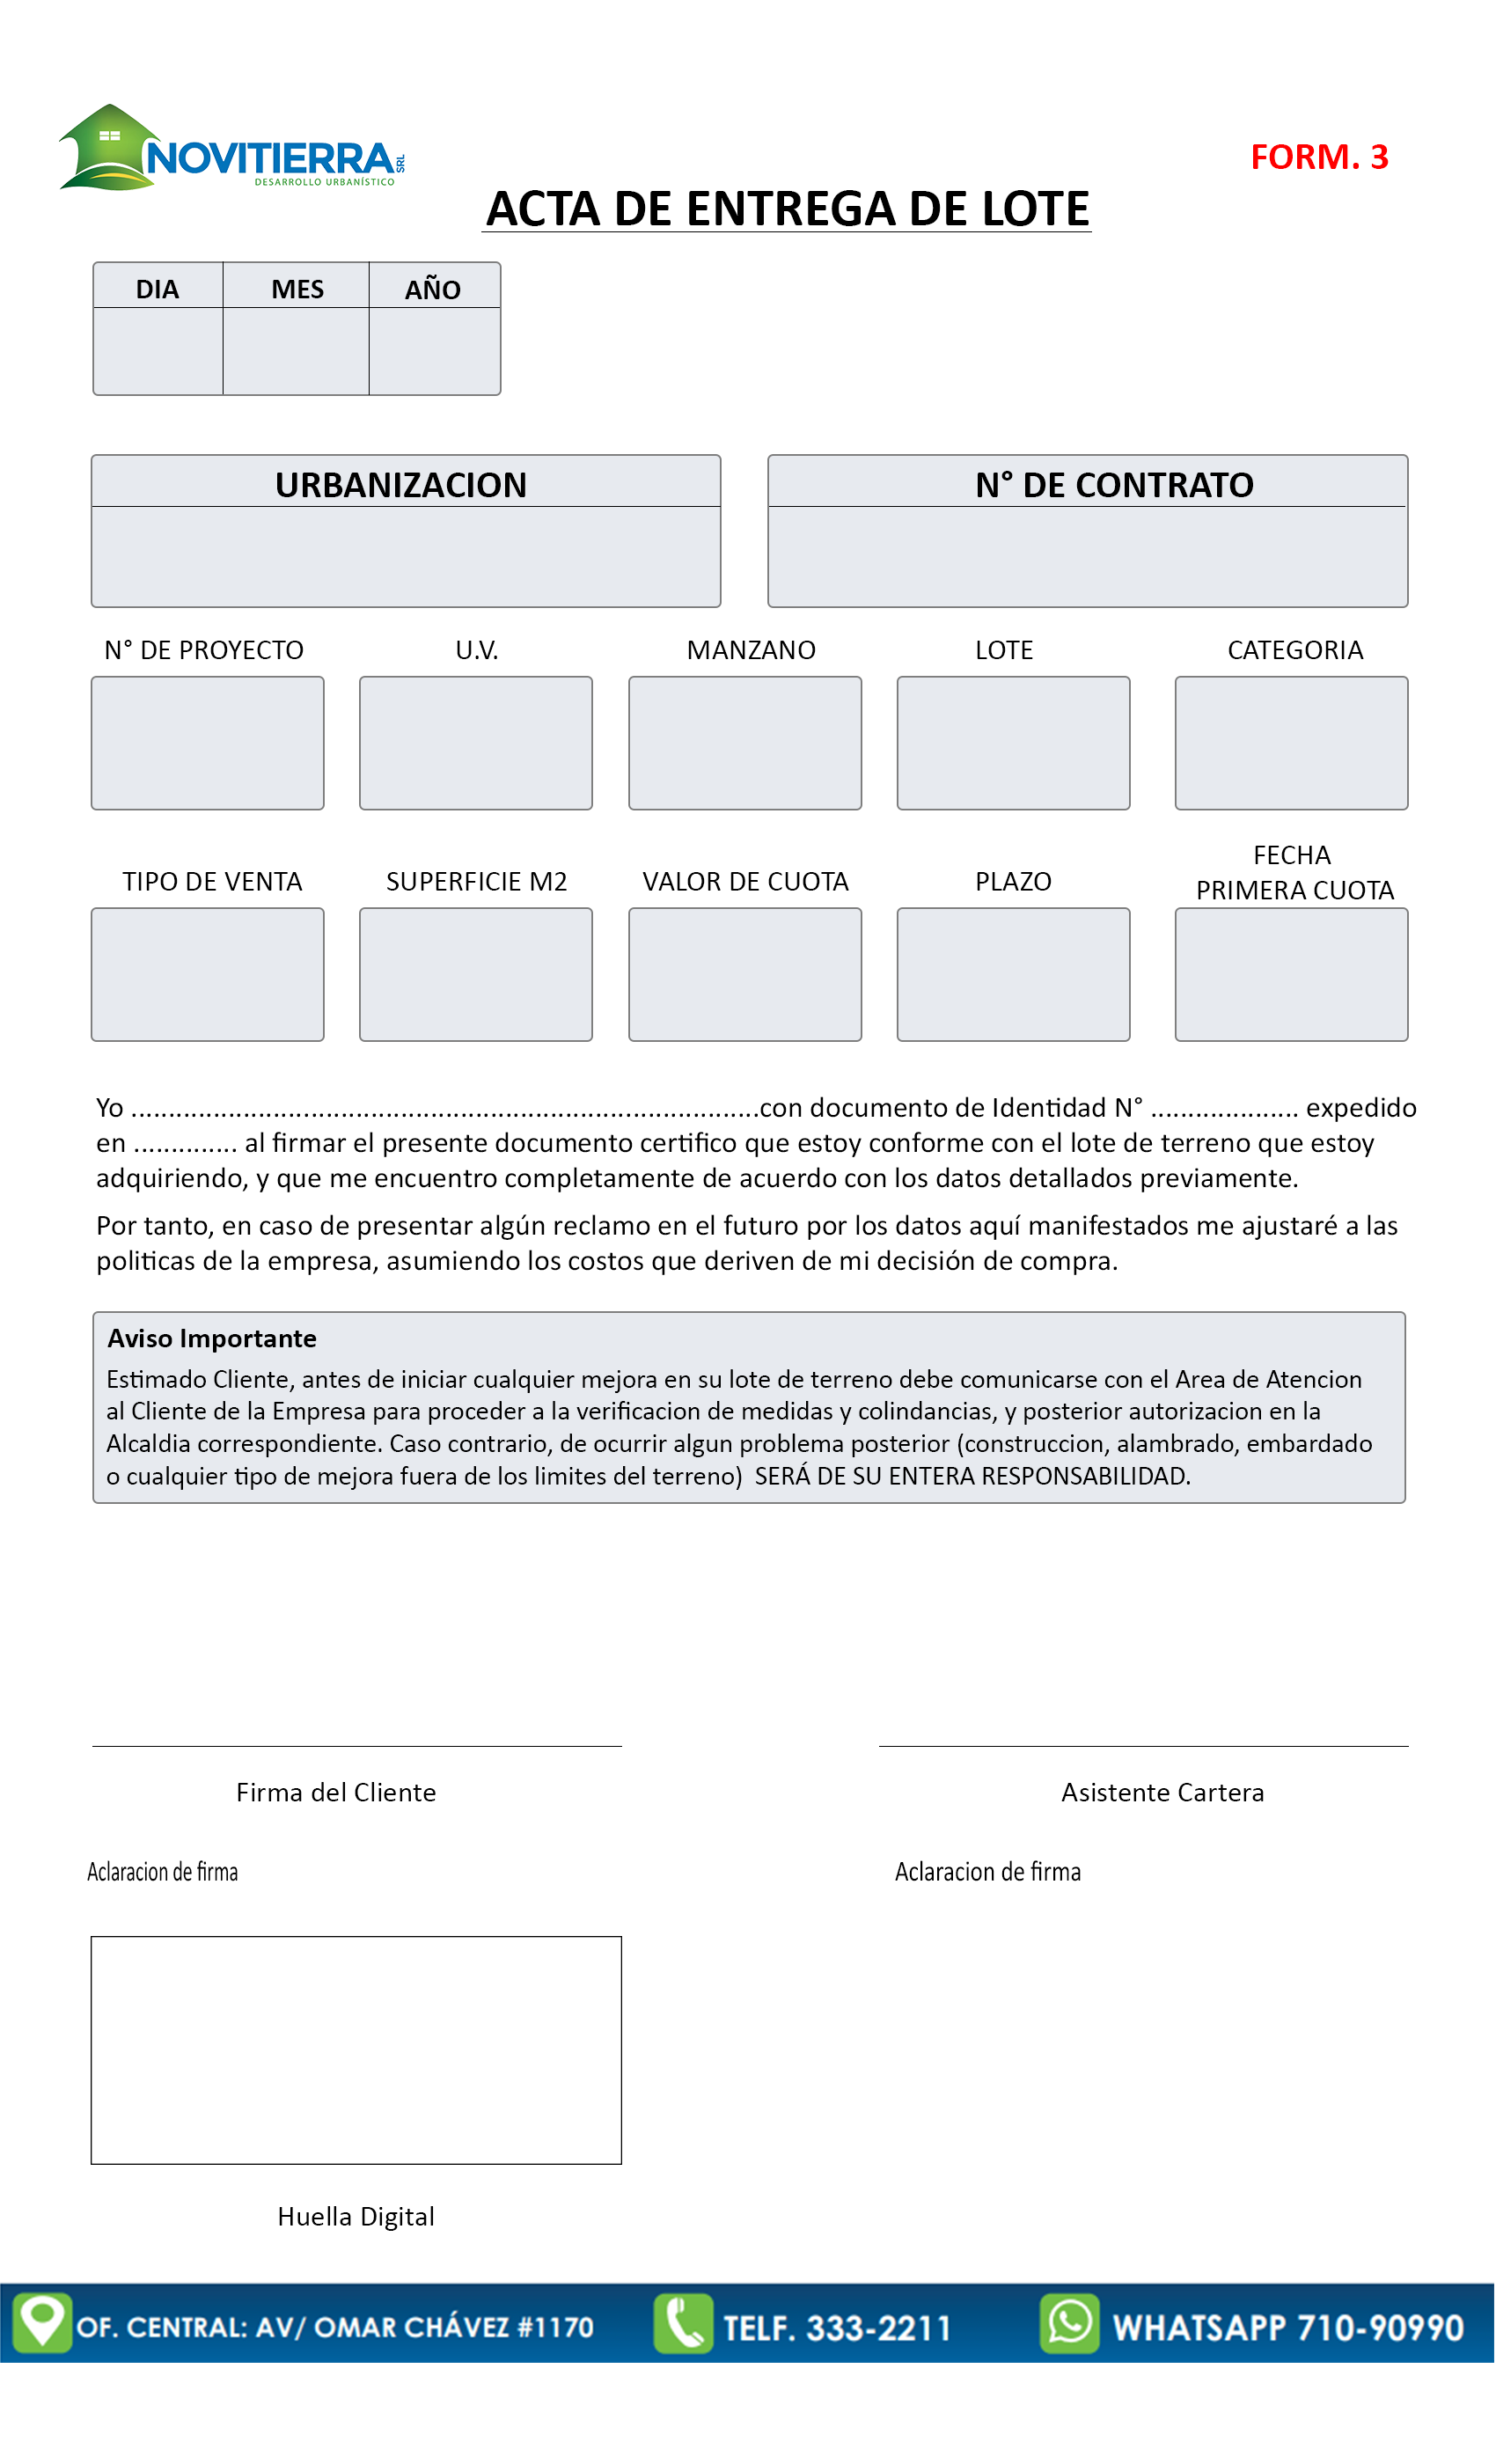 NOVITIERRA SRL
DESARROLLO URBANÍSTICO
FORM. 3
ACTA DE ENTREGA DE LOTE
DIA MES AÑO
URBANIZACION N° DE CONTRATO
N° DE PROYECTO U.V. MANZANO LOTE CATEGORIA
TIPO DE VENTA SUPERFICIE M2 VALOR DE CUOTA PLAZO FECHA PRIMERA CUOTA
Yo ....................................................................................con documento de Identidad N° .................... expedido
en .............. al firmar el presente documento certifico que estoy conforme con el lote de terreno que estoy
adquiriendo, y que me encuentro completamente de acuerdo con los datos detallados previamente.
Por tanto, en caso de presentar algún reclamo en el futuro por los datos aquí manifestados me ajustaré a las
politicas de la empresa, asumiendo los costos que deriven de mi decisión de compra.
Aviso Importante
Estimado Cliente, antes de iniciar cualquier mejora en su lote de terreno debe comunicarse con el Area de Atencion
al Cliente de la Empresa para proceder a la verificacion de medidas y colindancias, y posterior autorizacion en la
Alcaldia correspondiente. Caso contrario, de ocurrir algun problema posterior (construccion, alambrado, embardado
o cualquier tipo de mejora fuera de los limites del terreno) SERÁ DE SU ENTERA RESPONSABILIDAD.
Firma del Cliente Asistente Cartera
Aclaracion de firma Aclaracion de firma
Huella Digital
OF. CENTRAL: AV/ OMAR CHÁVEZ #1170 TELF. 333-2211 WHATSAPP 710-90990